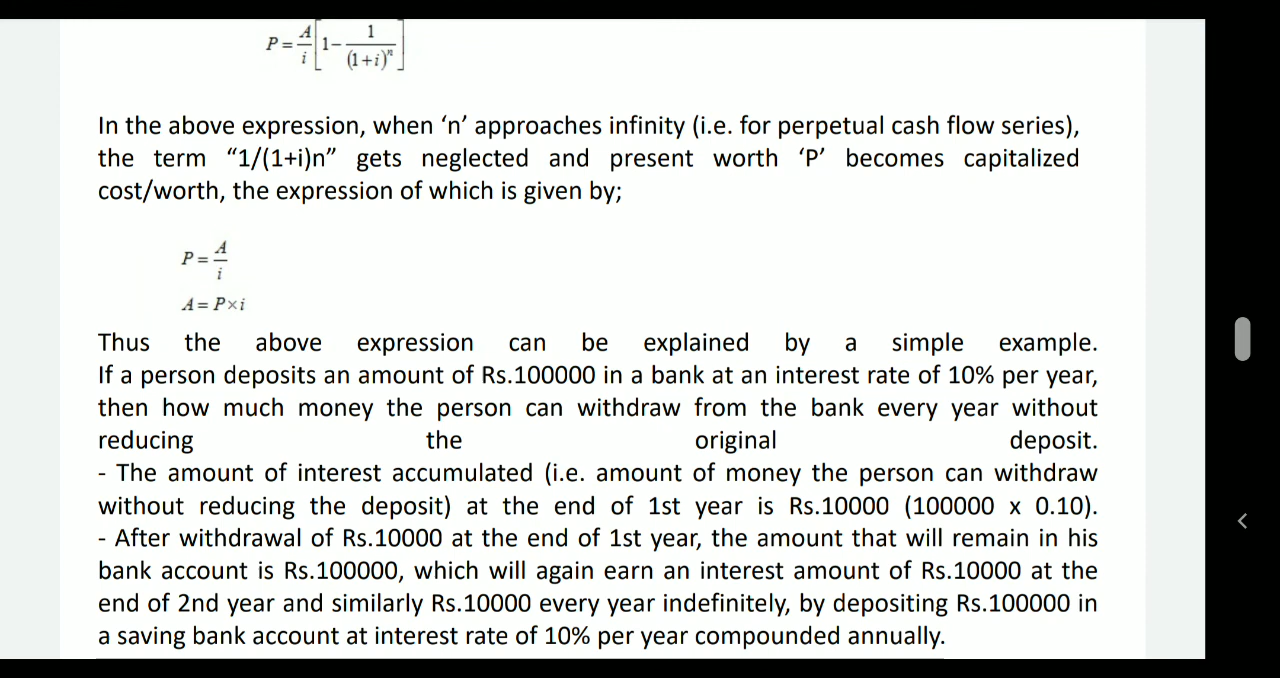 P = A/i [1 - 1/(1+i)^n]
In the above expression, when ‘n’ approaches infinity (i.e. for perpetual cash flow series),
the term “1/(1+i)n” gets neglected and present worth ‘P’ becomes capitalized
cost/worth, the expression of which is given by;
P = A/i
A = P×i
Thus the above expression can be explained by a simple example.
If a person deposits an amount of Rs.100000 in a bank at an interest rate of 10% per year,
then how much money the person can withdraw from the bank every year without
reducing the original deposit.
- The amount of interest accumulated (i.e. amount of money the person can withdraw
without reducing the deposit) at the end of 1st year is Rs.10000 (100000 x 0.10).
- After withdrawal of Rs.10000 at the end of 1st year, the amount that will remain in his
bank account is Rs.100000, which will again earn an interest amount of Rs.10000 at the
end of 2nd year and similarly Rs.10000 every year indefinitely, by depositing Rs.100000 in
a saving bank account at interest rate of 10% per year compounded annually.